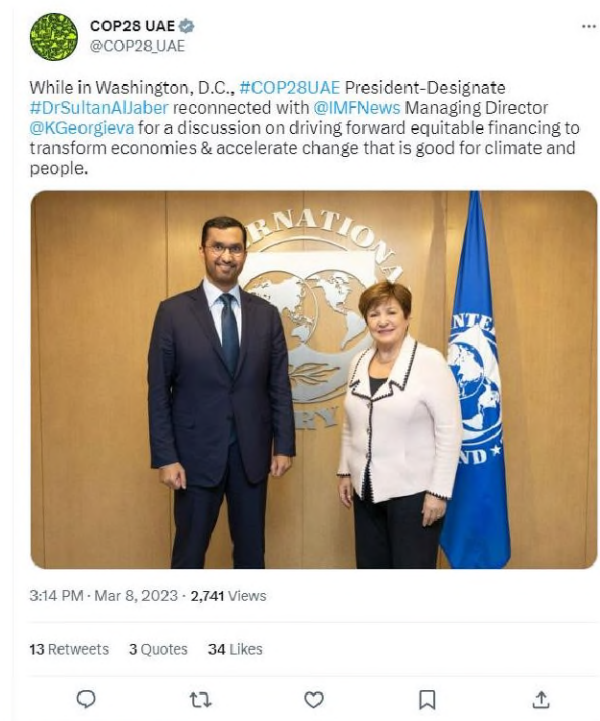 COP28 UAE
@COP28_UAE
While in Washington, D.C., #COP28UAE President-Designate
#DrSultanAlJaber reconnected with @IMFNews Managing Director
@KGeorgieva for a discussion on driving forward equitable financing to
transform economies & accelerate change that is good for climate and
people.
RNATIONA
RY
INTE
ND
3:14 PM · Mar 8, 2023 · 2,741 Views
13 Retweets 3 Quotes 34 Likes